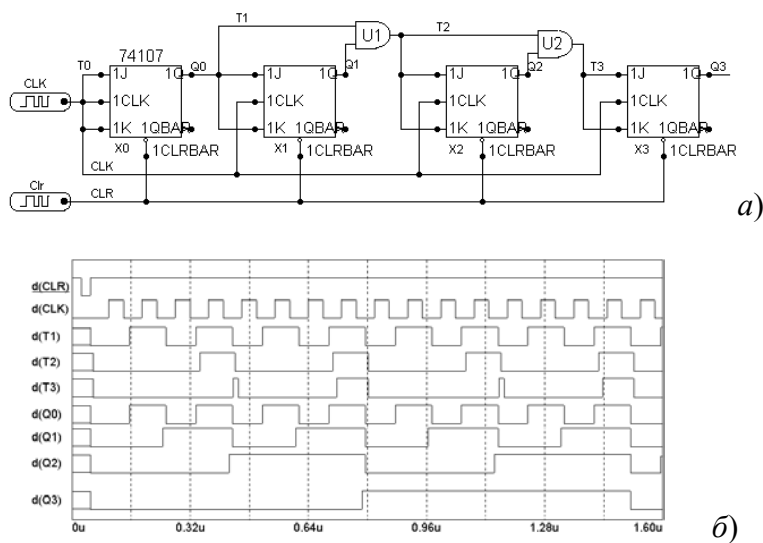 T1 U1 T2 U2
T0 74107 Q0 Q1 Q2 T3 Q3
CLK
1J 1Q 1J 1Q 1J 1Q 1J 1Q
1CLK 1CLK 1CLK 1CLK
1K 1QBAR 1K 1QBAR 1K 1QBAR 1K 1QBAR
X0 1CLRBAR X1 1CLRBAR X2 1CLRBAR X3 1CLRBAR
CLK
Clr CLR
а)
d(CLR)
d(CLK)
d(T1)
d(T2)
d(T3)
d(Q0)
d(Q1)
d(Q2)
d(Q3)
0u 0.32u 0.64u 0.96u 1.28u 1.60u
б)